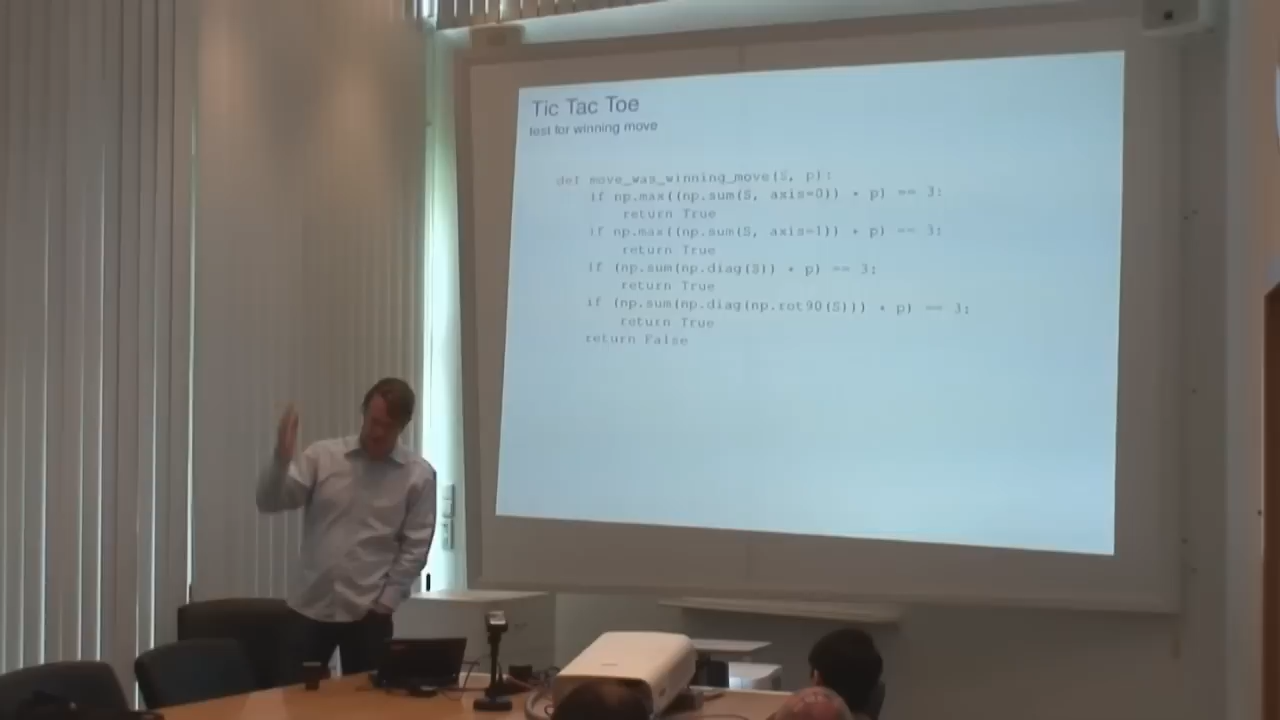 Tic Tac Toe
test for winning move
def move_was_winning_move(S, p):
if np.max((np.sum(S, axis=0)) * p) == 3:
return True
if np.max((np.sum(S, axis=1)) * p) == 3:
return True
if (np.sum(np.diag(S)) * p) == 3:
return True
if (np.sum(np.diag(np.rot90(S))) * p) == 3:
return True
return False